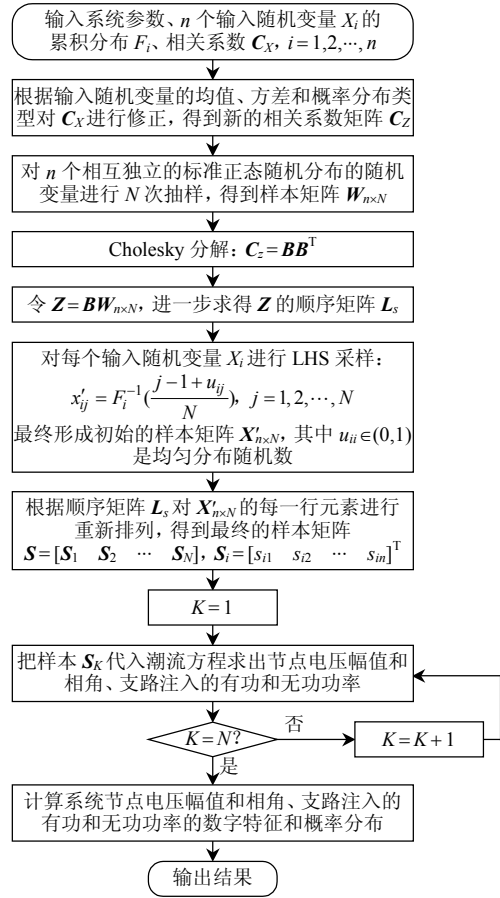 输入系统参数、n 个输入随机变量 Xᵢ 的
累积分布 Fᵢ、相关系数 C_X，i=1,2,⋯,n
根据输入随机变量的均值、方差和概率分布类
型对 C_X 进行修正，得到新的相关系数矩阵 C_Z
对 n 个相互独立的标准正态随机分布的随机
变量进行 N 次抽样，得到样本矩阵 W_{n×N}
Cholesky 分解：C_z=BB^T
令 Z=BW_{n×N}，进一步求得 Z 的顺序矩阵 L_s
对每个输入随机变量 Xᵢ 进行 LHS 采样：
x'_{ij}=F_i^{-1}(\frac{j-1+u_{ij}}{N})，j=1,2,⋯,N
最终形成初始的样本矩阵 X'_{n×N}，其中 u_{ii}∈(0,1)
是均匀分布随机数
根据顺序矩阵 L_s 对 X'_{n×N} 的每一行元素进行
重新排列，得到最终的样本矩阵
S=[S_1 S_2 ⋯ S_N]，S_i=[s_{i1} s_{i2} ⋯ s_{in}]^T
K=1
把样本 S_K 代入潮流方程求出节点电压幅值和
相角、支路注入的有功和无功功率
K=N？
否
K=K+1
是
计算系统节点电压幅值和相角、支路注入的
有功和无功功率的数字特征和概率分布
输出结果